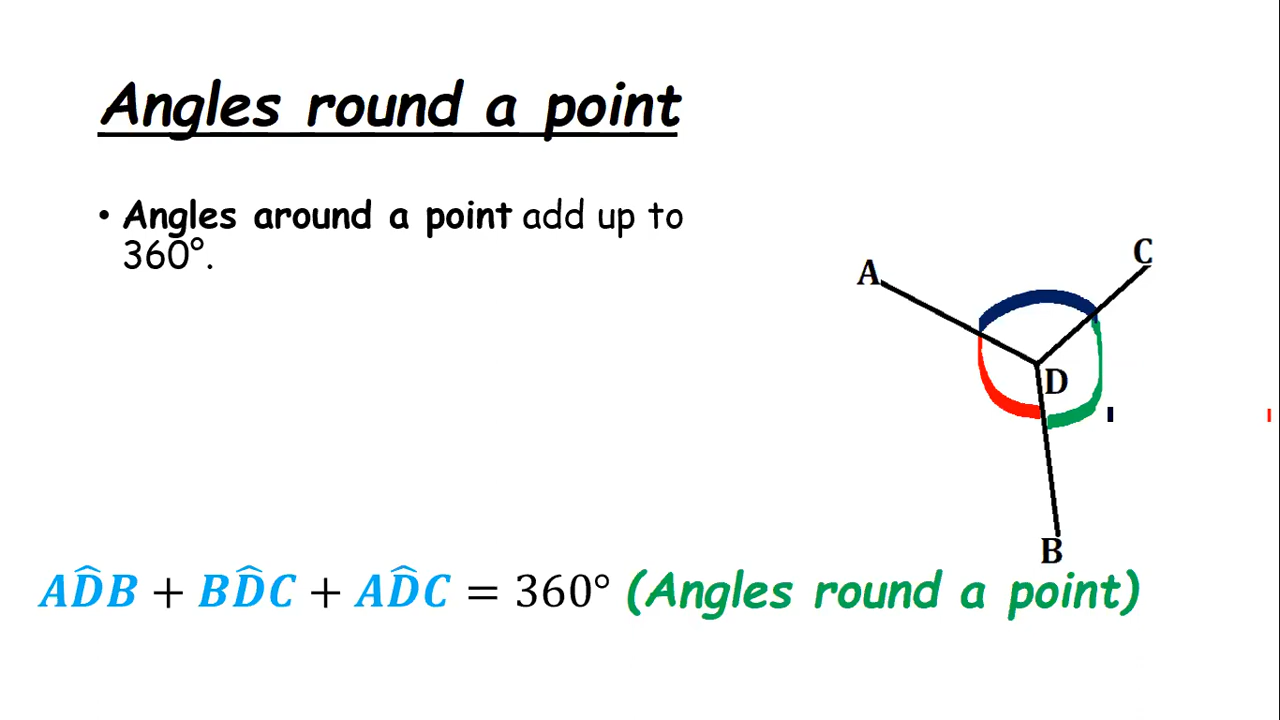 Angles round a point
• Angles around a point add up to
360°.
A
C
D
B
AD̂B + BD̂C + AD̂C = 360° (Angles round a point)